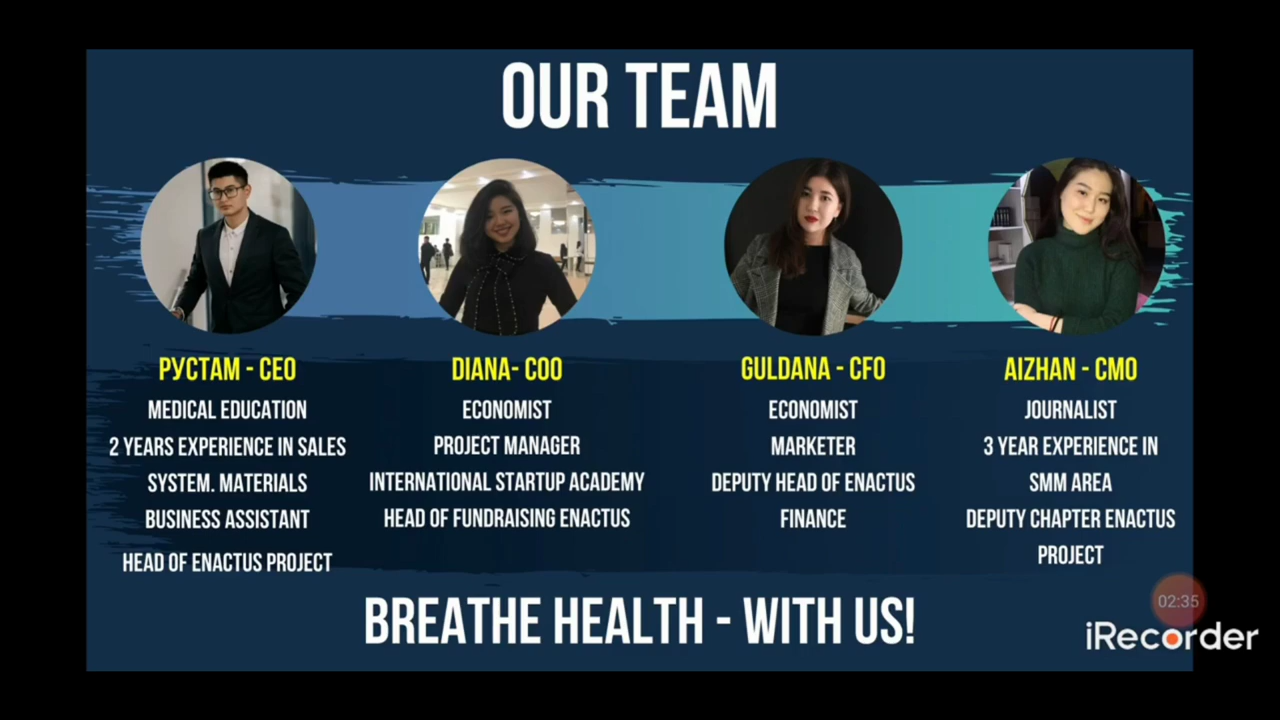 OUR TEAM
РУСТАМ - CEO
MEDICAL EDUCATION
2 YEARS EXPERIENCE IN SALES
SYSTEM. MATERIALS
BUSINESS ASSISTANT
HEAD OF ENACTUS PROJECT
DIANA- COO
ECONOMIST
PROJECT MANAGER
INTERNATIONAL STARTUP ACADEMY
HEAD OF FUNDRAISING ENACTUS
GULDANA - CFO
ECONOMIST
MARKETER
DEPUTY HEAD OF ENACTUS
FINANCE
AIZHAN - CMO
JOURNALIST
3 YEAR EXPERIENCE IN
SMM AREA
DEPUTY CHAPTER ENACTUS
PROJECT
BREATHE HEALTH - WITH US!
02:35
iRecorder